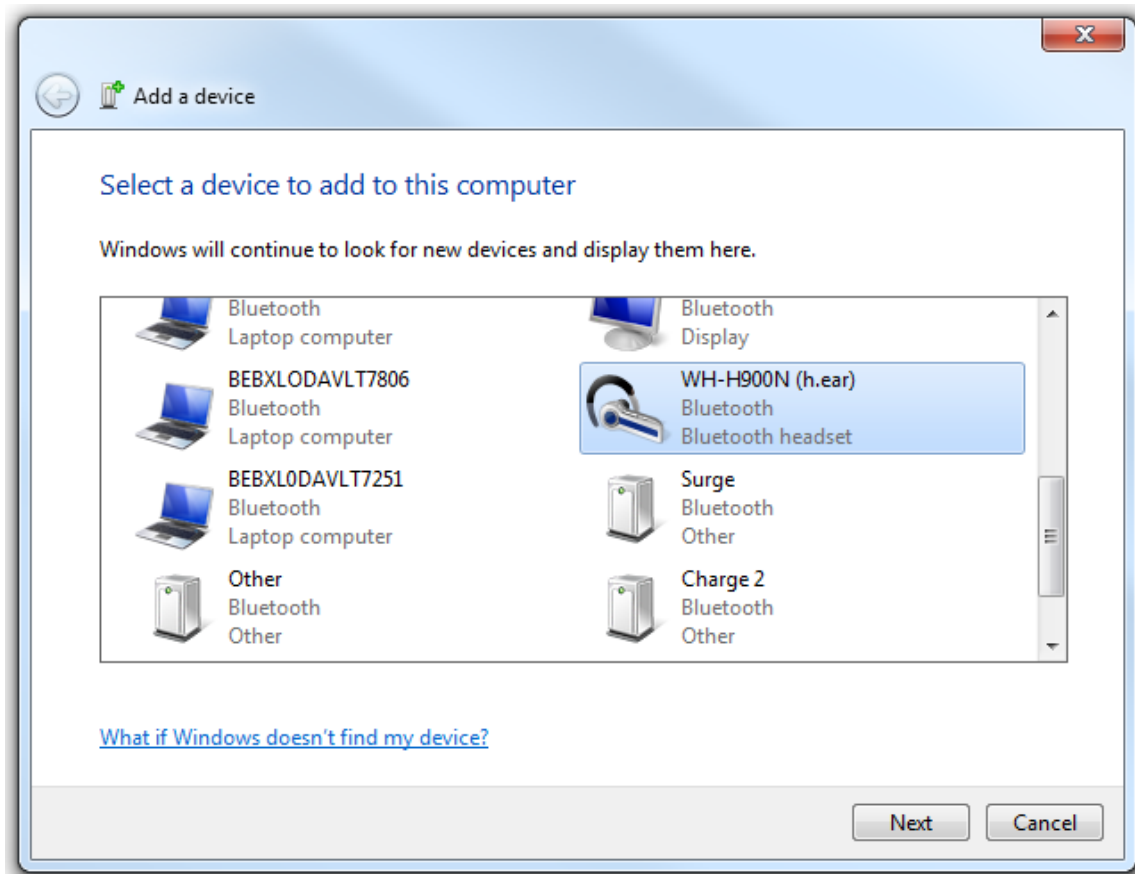 Add a device
Select a device to add to this computer
Windows will continue to look for new devices and display them here.
Bluetooth
Laptop computer
Bluetooth
Display
BEBXLODAVLT7806
Bluetooth
Laptop computer
WH-H900N (h.ear)
Bluetooth
Bluetooth headset
BEBXL0DAVLT7251
Bluetooth
Laptop computer
Surge
Bluetooth
Other
Other
Bluetooth
Other
Charge 2
Bluetooth
Other
What if Windows doesn't find my device?
Next
Cancel